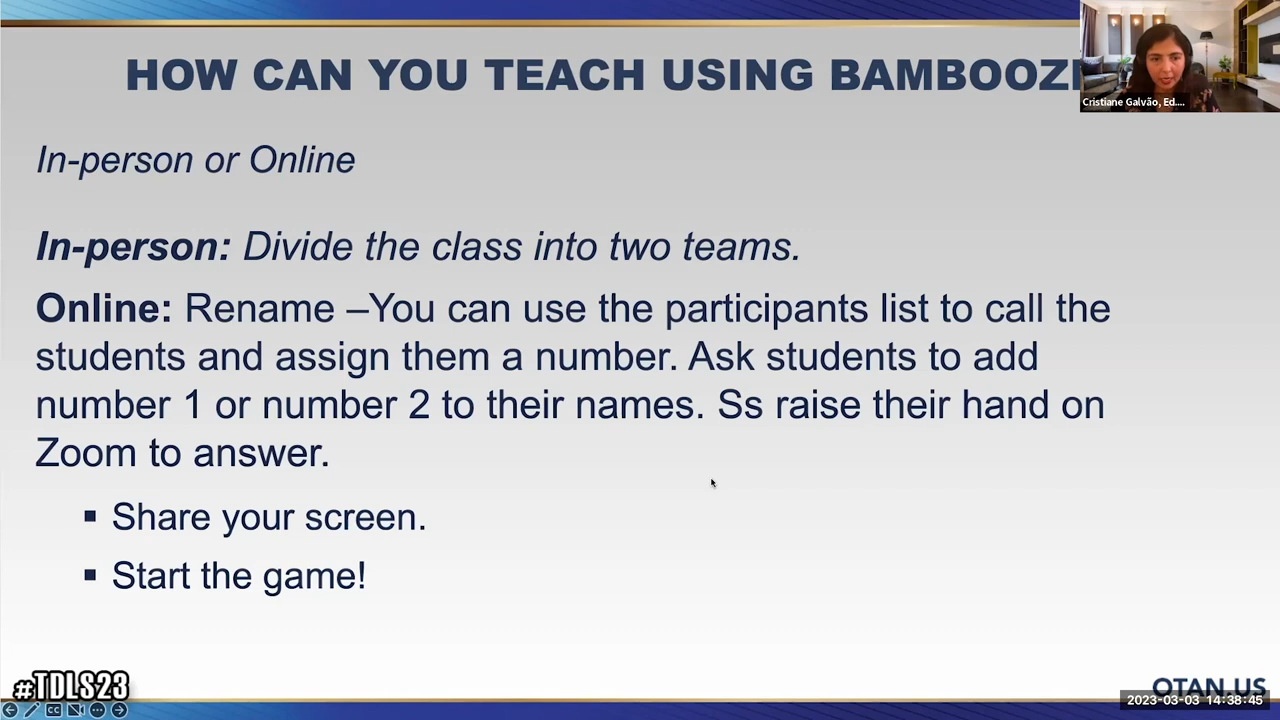 HOW CAN YOU TEACH USING
Cristiane Galvão, Ed....
In-person or Online
In-person: Divide the class into two teams.
Online: Rename –You can use the participants list to call the
students and assign them a number. Ask students to add
number 1 or number 2 to their names. Ss raise their hand on
Zoom to answer.
▪ Share your screen.
▪ Start the game!
#TDLS23
OTAN.US
2023-03-03 14:38:45